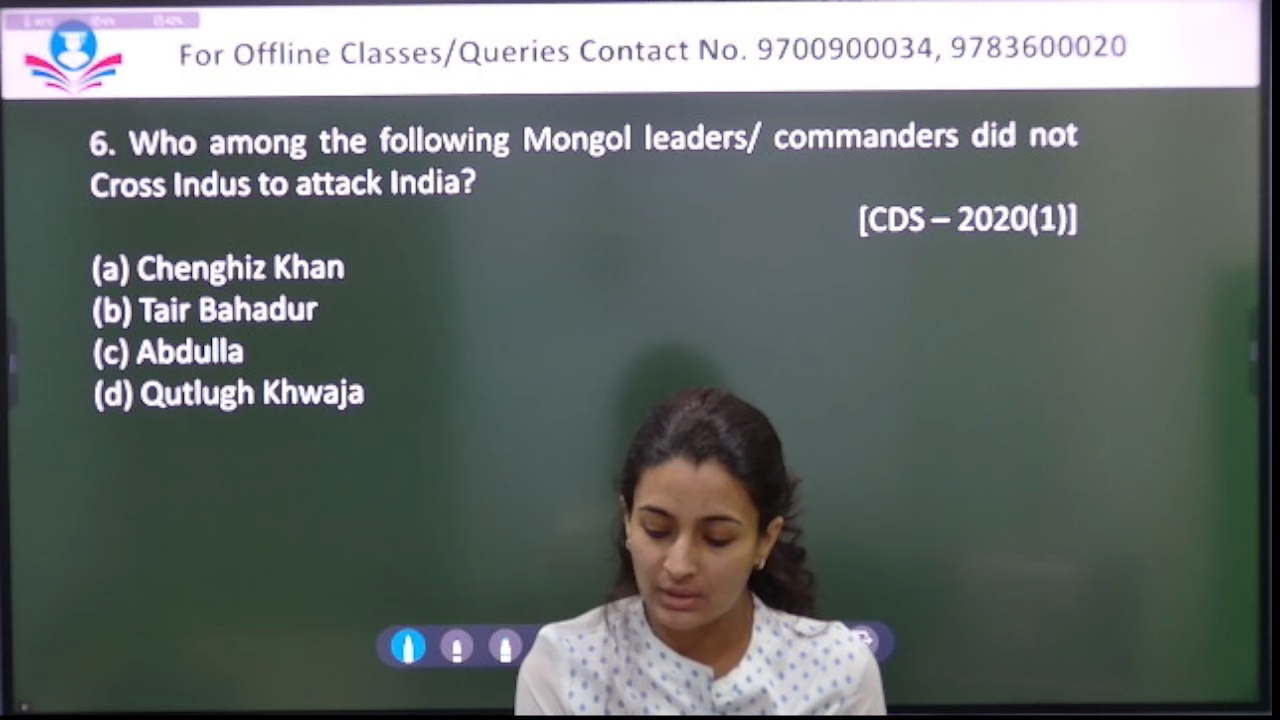 For Offline Classes/Queries Contact No. 9700900034, 9783600020
6. Who among the following Mongol leaders/ commanders did not
Cross Indus to attack India?
[CDS – 2020(1)]
(a) Chenghiz Khan
(b) Tair Bahadur
(c) Abdulla
(d) Qutlugh Khwaja